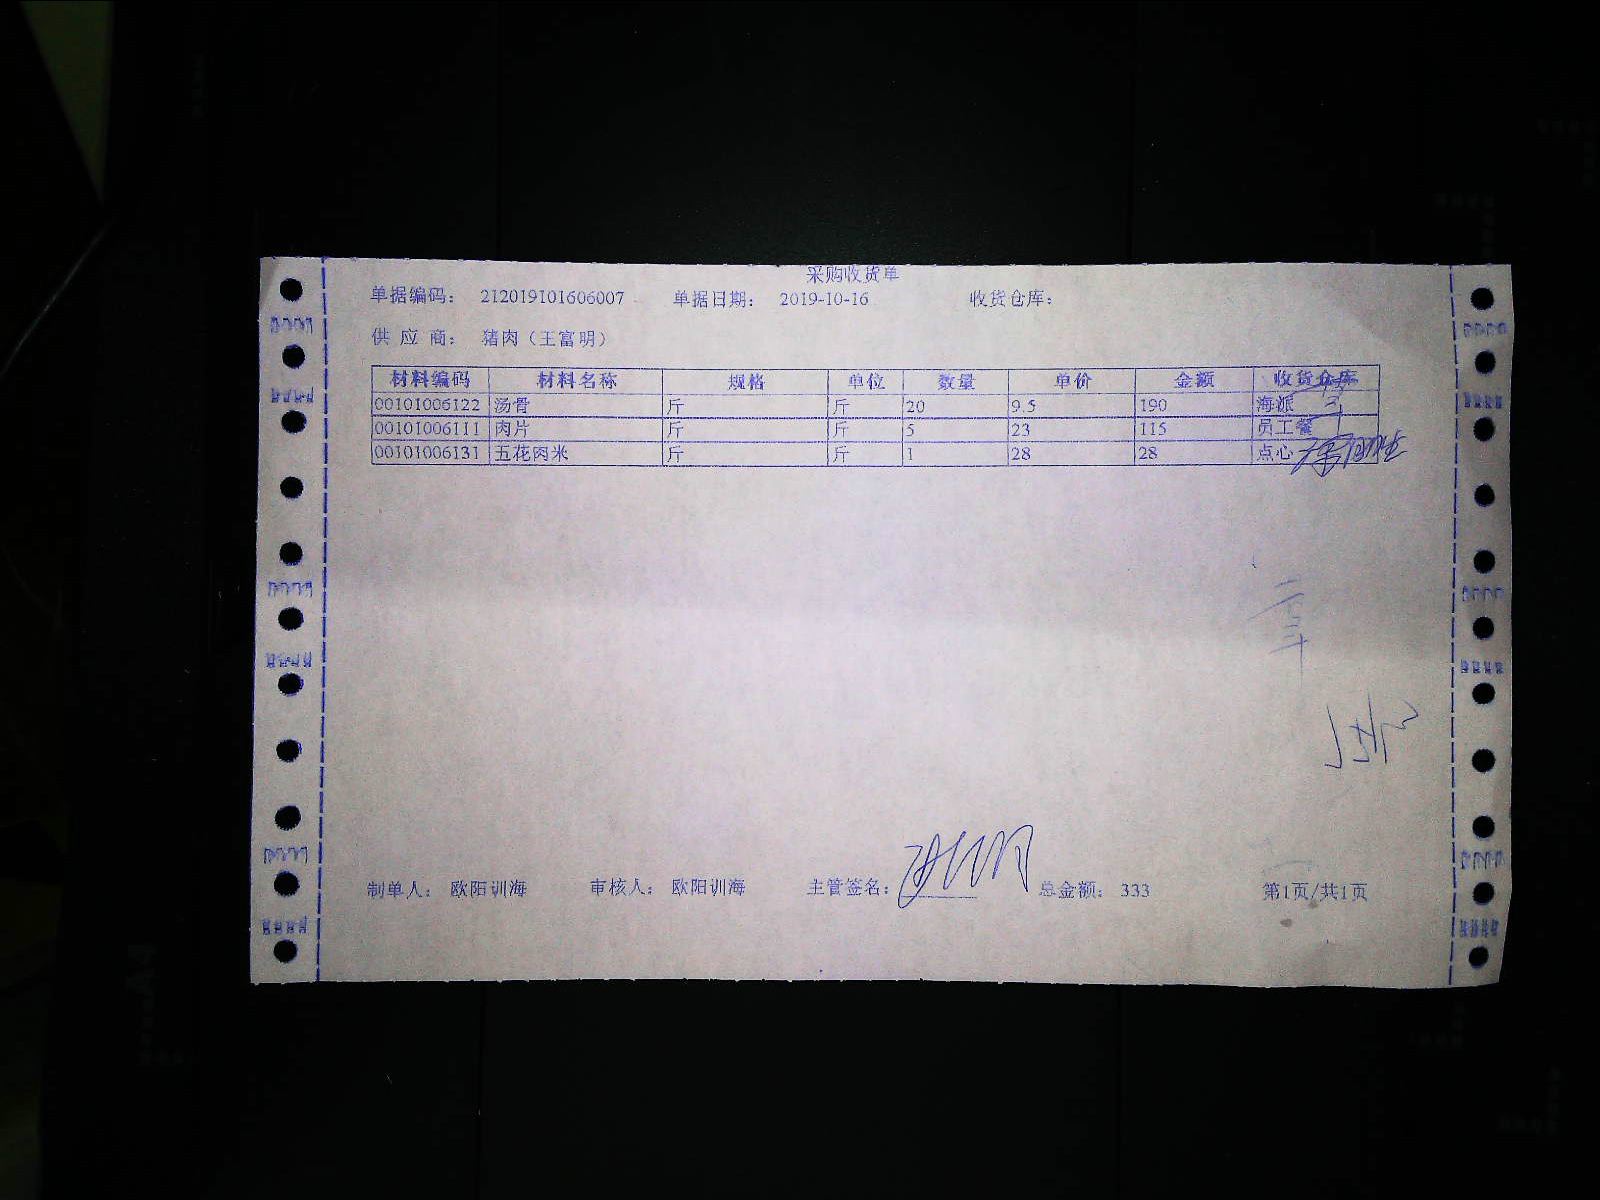 采购收货单
单据编码： 212019101606007 单据日期： 2019-10-16 收货仓库：
供 应 商： 猪肉（王富明）
材料编码 材料名称 规格 单位 数量 单价 金额 收货仓库
00101006122 汤骨 斤 斤 20 9.5 190 海派
00101006111 肉片 斤 斤 5 23 115 员工餐
00101006131 五花肉米 斤 斤 1 28 28 点心
制单人： 欧阳训海 审核人： 欧阳训海 主管签名： 总金额： 333 第1页/共1页